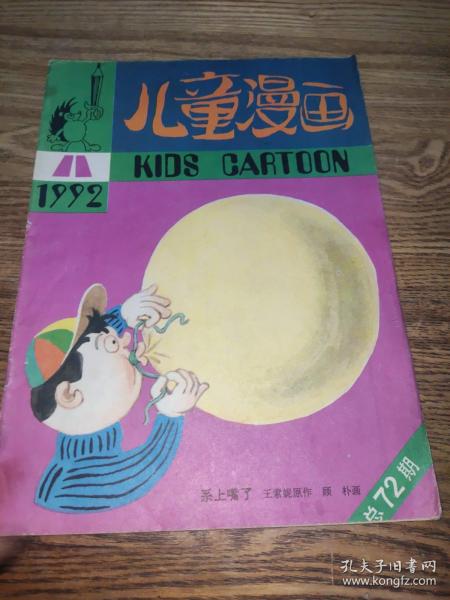 儿童漫画
KIDS CARTOON
11
1992
系上嘴了 王索妮原作 顾 朴画
总72期
孔夫子旧书网
www.kongfz.com